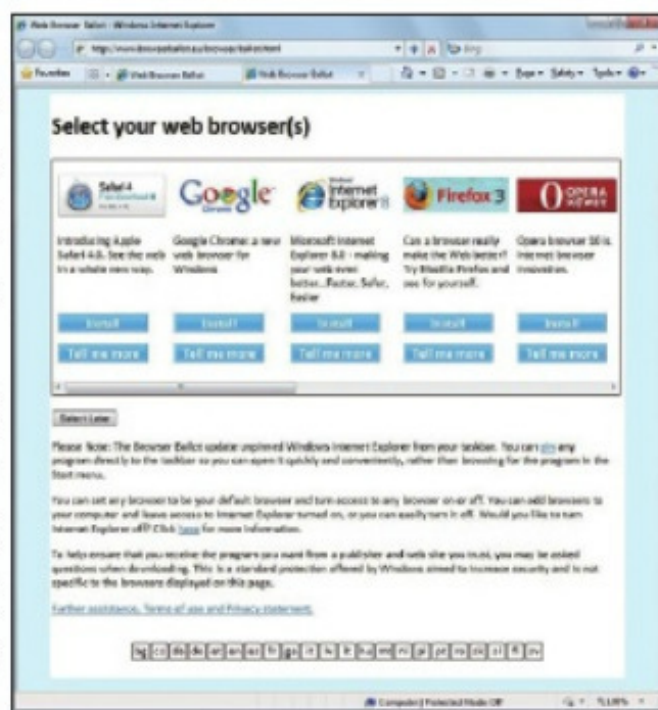 Web Browser Ballot - Windows Internet Explorer
Bing
Favorites Web Browser Ballot Web Browser Ballot Page Safety Tools
Select your web browser(s)
Safari 4 Google Windows Internet Explorer 8 Firefox 3 OPERA
Introducing Apple Safari 4.0. See the web in a whole new way.
Google Chrome: a new web browser for Windows
Microsoft Internet Explorer 8.0 - making your web even better...Faster, Safer, Easier
Can a browser really make the Web better? Try Mozilla Firefox and see for yourself.
Opera browser 10 is Internet browser innovation.
Install Install Install Install Install
Tell me more Tell me more Tell me more Tell me more Tell me more
Select Later
Please Note: The Browser Ballot update unpinned Windows Internet Explorer from your taskbar. You can pin any
program directly to the taskbar so you can open it quickly and conveniently, rather than browsing for the program in the
Start menu.
You can set any browser to be your default browser and turn access to any browser on or off. You can add browsers to
your computer and leave access to Internet Explorer turned on, or you can easily turn it off. Would you like to turn
Internet Explorer off? Click here for more information.
To help ensure that you receive the program you want from a publisher and web site you trust, you may be asked
questions when downloading. This is a standard protection offered by Windows aimed to increase security and is not
specific to the browsers displayed on this page.
Further assistance, Terms of use and Privacy statement.
Computer | Protected Mode: Off